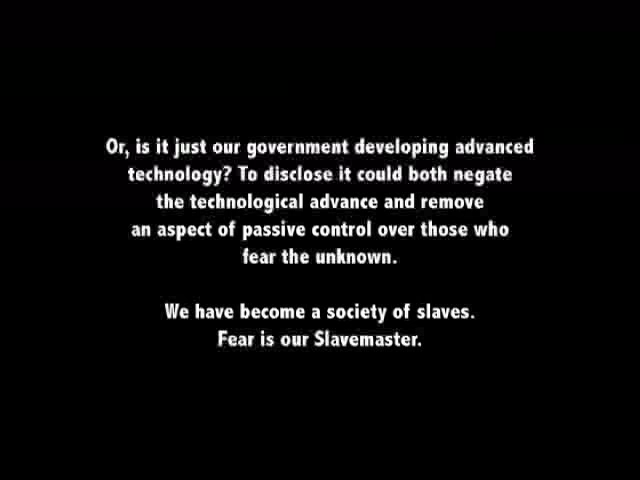 Or, is it just our government developing advanced
technology? To disclose it could both negate
the technological advance and remove
an aspect of passive control over those who
fear the unknown.
We have become a society of slaves.
Fear is our Slavemaster.